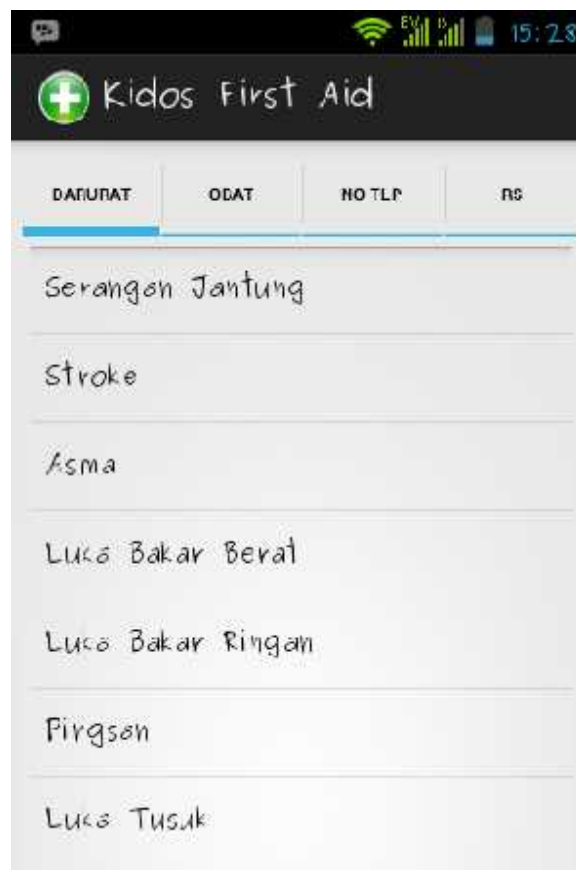 15:28
Kidos First Aid
DARURAT OBAT NO TLP RS
Serangan Jantung
Stroke
Asma
Luka Bakar Berat
Luka Bakar Ringan
Pingsan
Luka Tusuk